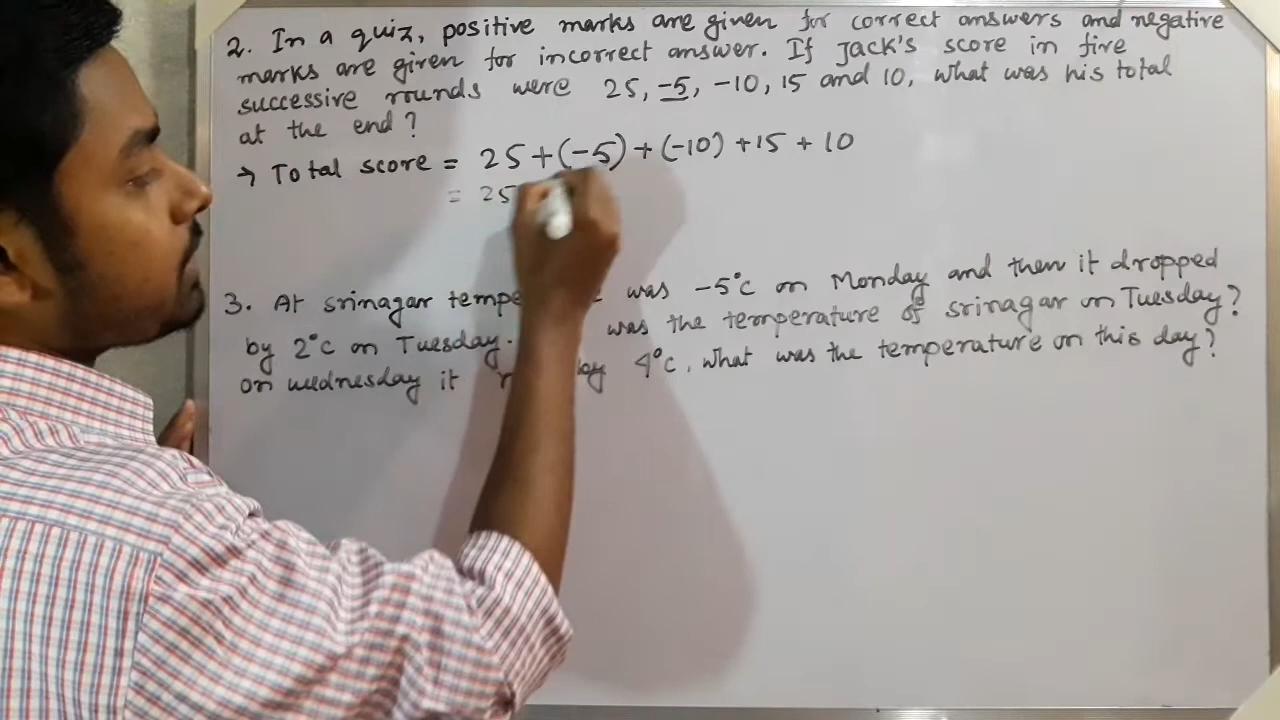 2. In a quiz, positive marks are given for correct answers and negative
marks are given for incorrect answer. If Jack's score in five
successive rounds were 25, -5, -10, 15 and 10, what was his total
at the end?
→ Total score = 25 + (-5) + (-10) + 15 + 10
= 25
3. At srinagar tempe was -5°c on Monday and then it dropped
by 2°c on Tuesday. was the temperature of srinagar on Tuesday?
on wednesday it by 4°c. what was the temperature on this day?